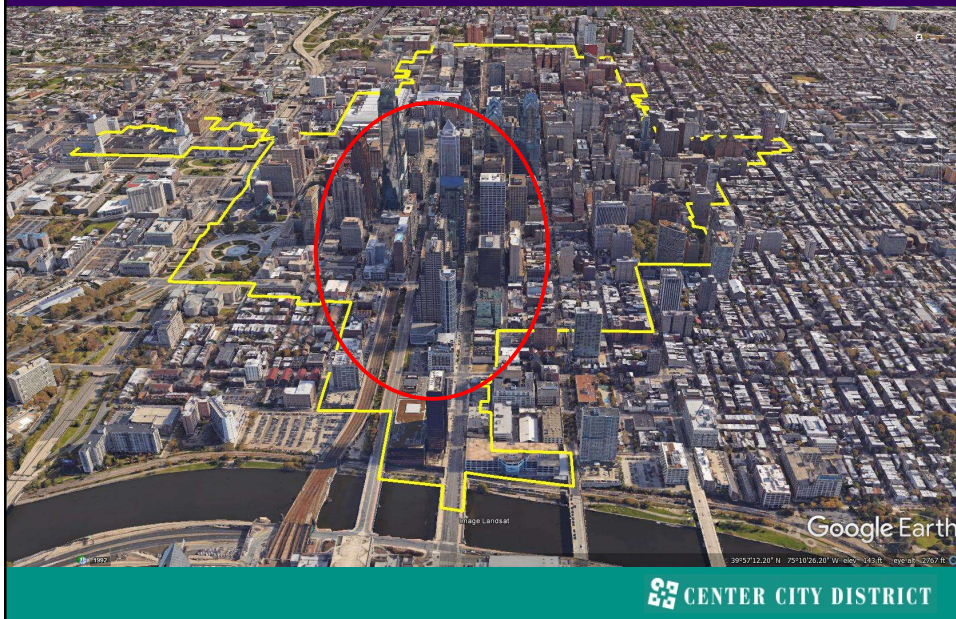 Image Landsat
Google Earth
1992
39°57'12.20" N 75°10'26.20" W elev 143 ft eye alt 2767 ft
CENTER CITY DISTRICT